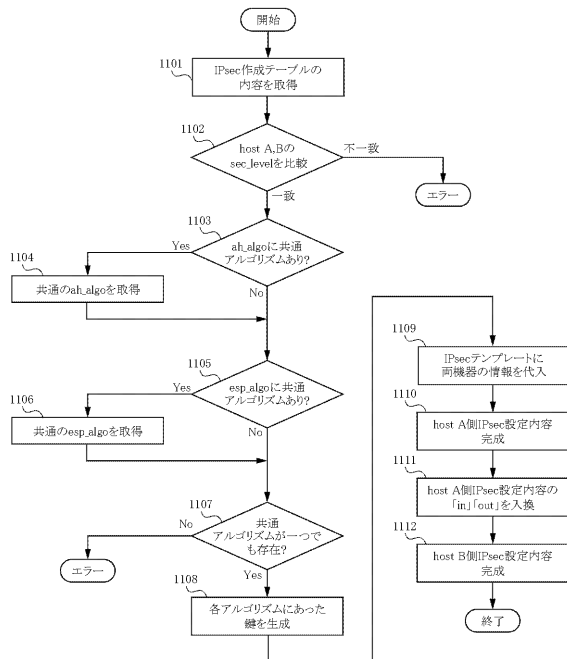 開始
1101
IPsec作成テーブルの
内容を取得
1102
host A,Bの
sec_levelを比較
不一致
エラー
一致
1103
ah_algoに共通
アルゴリズムあり?
Yes
1104
共通のah_algoを取得
No
1105
esp_algoに共通
アルゴリズムあり?
Yes
1106
共通のesp_algoを取得
No
1107
共通
アルゴリズムが一つで
も存在?
No
エラー
Yes
1108
各アルゴリズムにあった
鍵を生成
1109
IPsecテンプレートに
両機器の情報を代入
1110
host A側IPsec設定内容
完成
1111
host A側IPsec設定内容の
「in」「out」を入換
1112
host B側IPsec設定内容
完成
終了